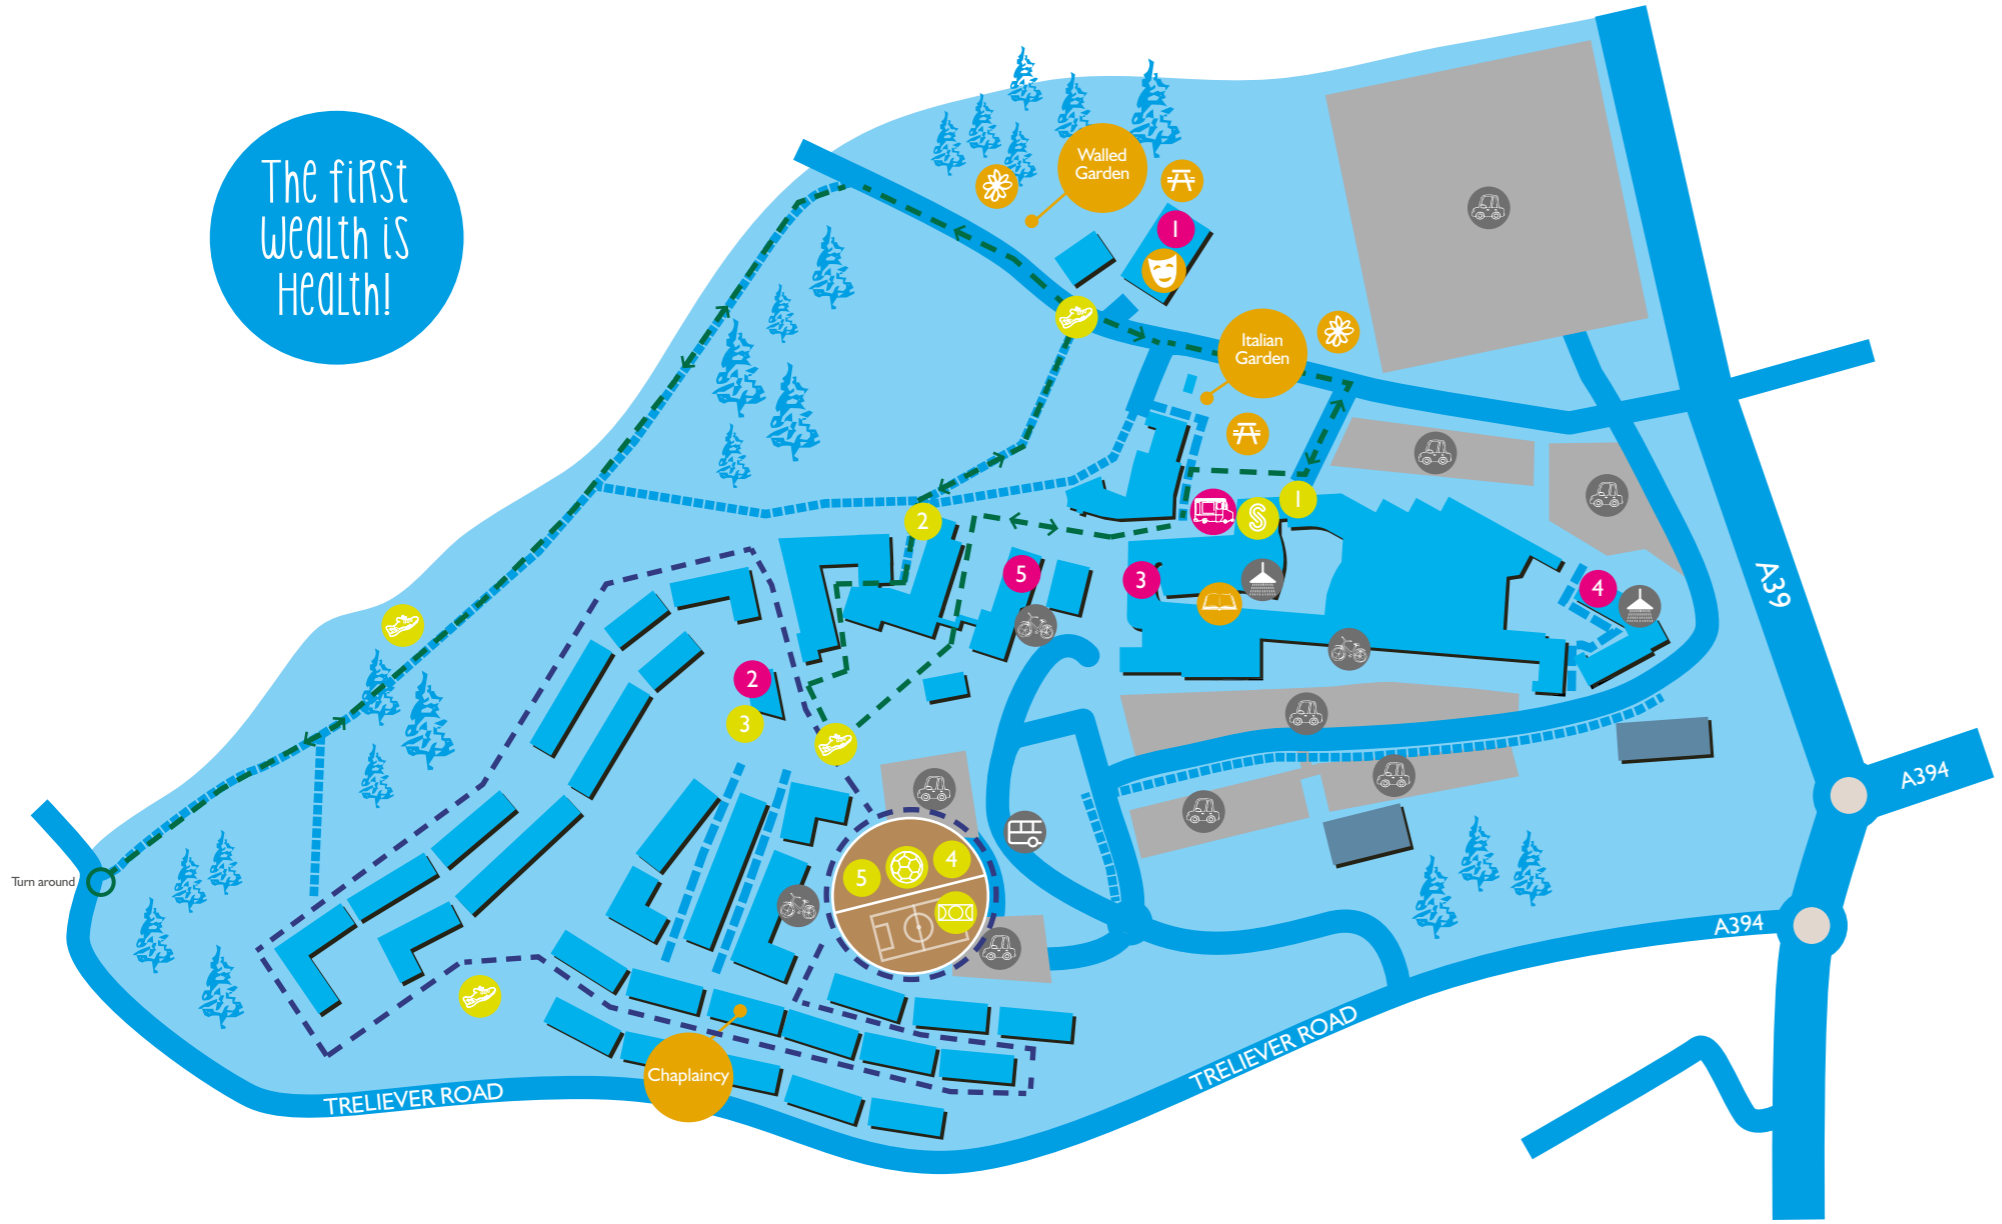 The first
wealth is
Health!
Walled
Garden
1
Italian
Garden
1
S
2
5
3
4
2
3
A39
A394
5
4
Turn around
A394
TRELIEVER ROAD
Chaplaincy
TRELIEVER ROAD